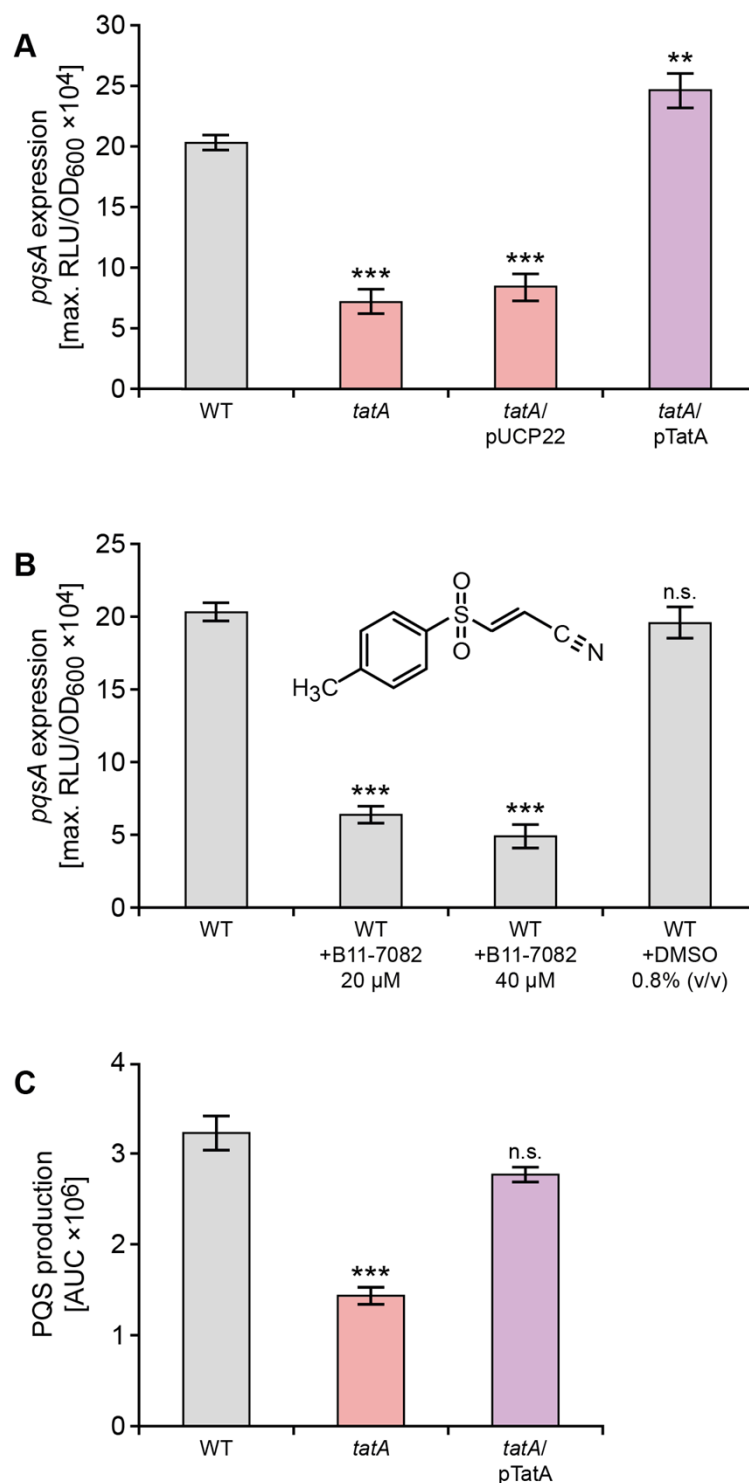 A
pqsA expression
[max. RLU/OD600 ×104]
30
25
20
15
10
5
0
***
***
**
WT
tatA
tatA/
pUCP22
tatA/
pTatA
B
pqsA expression
[max. RLU/OD600 ×104]
25
20
15
10
5
0
O
S
O
N
C
H3C
***
***
n.s.
WT
WT
+B11-7082
20 µM
WT
+B11-7082
40 µM
WT
+DMSO
0.8% (v/v)
C
PQS production
[AUC ×106]
4
3
2
1
0
***
n.s.
WT
tatA
tatA/
pTatA